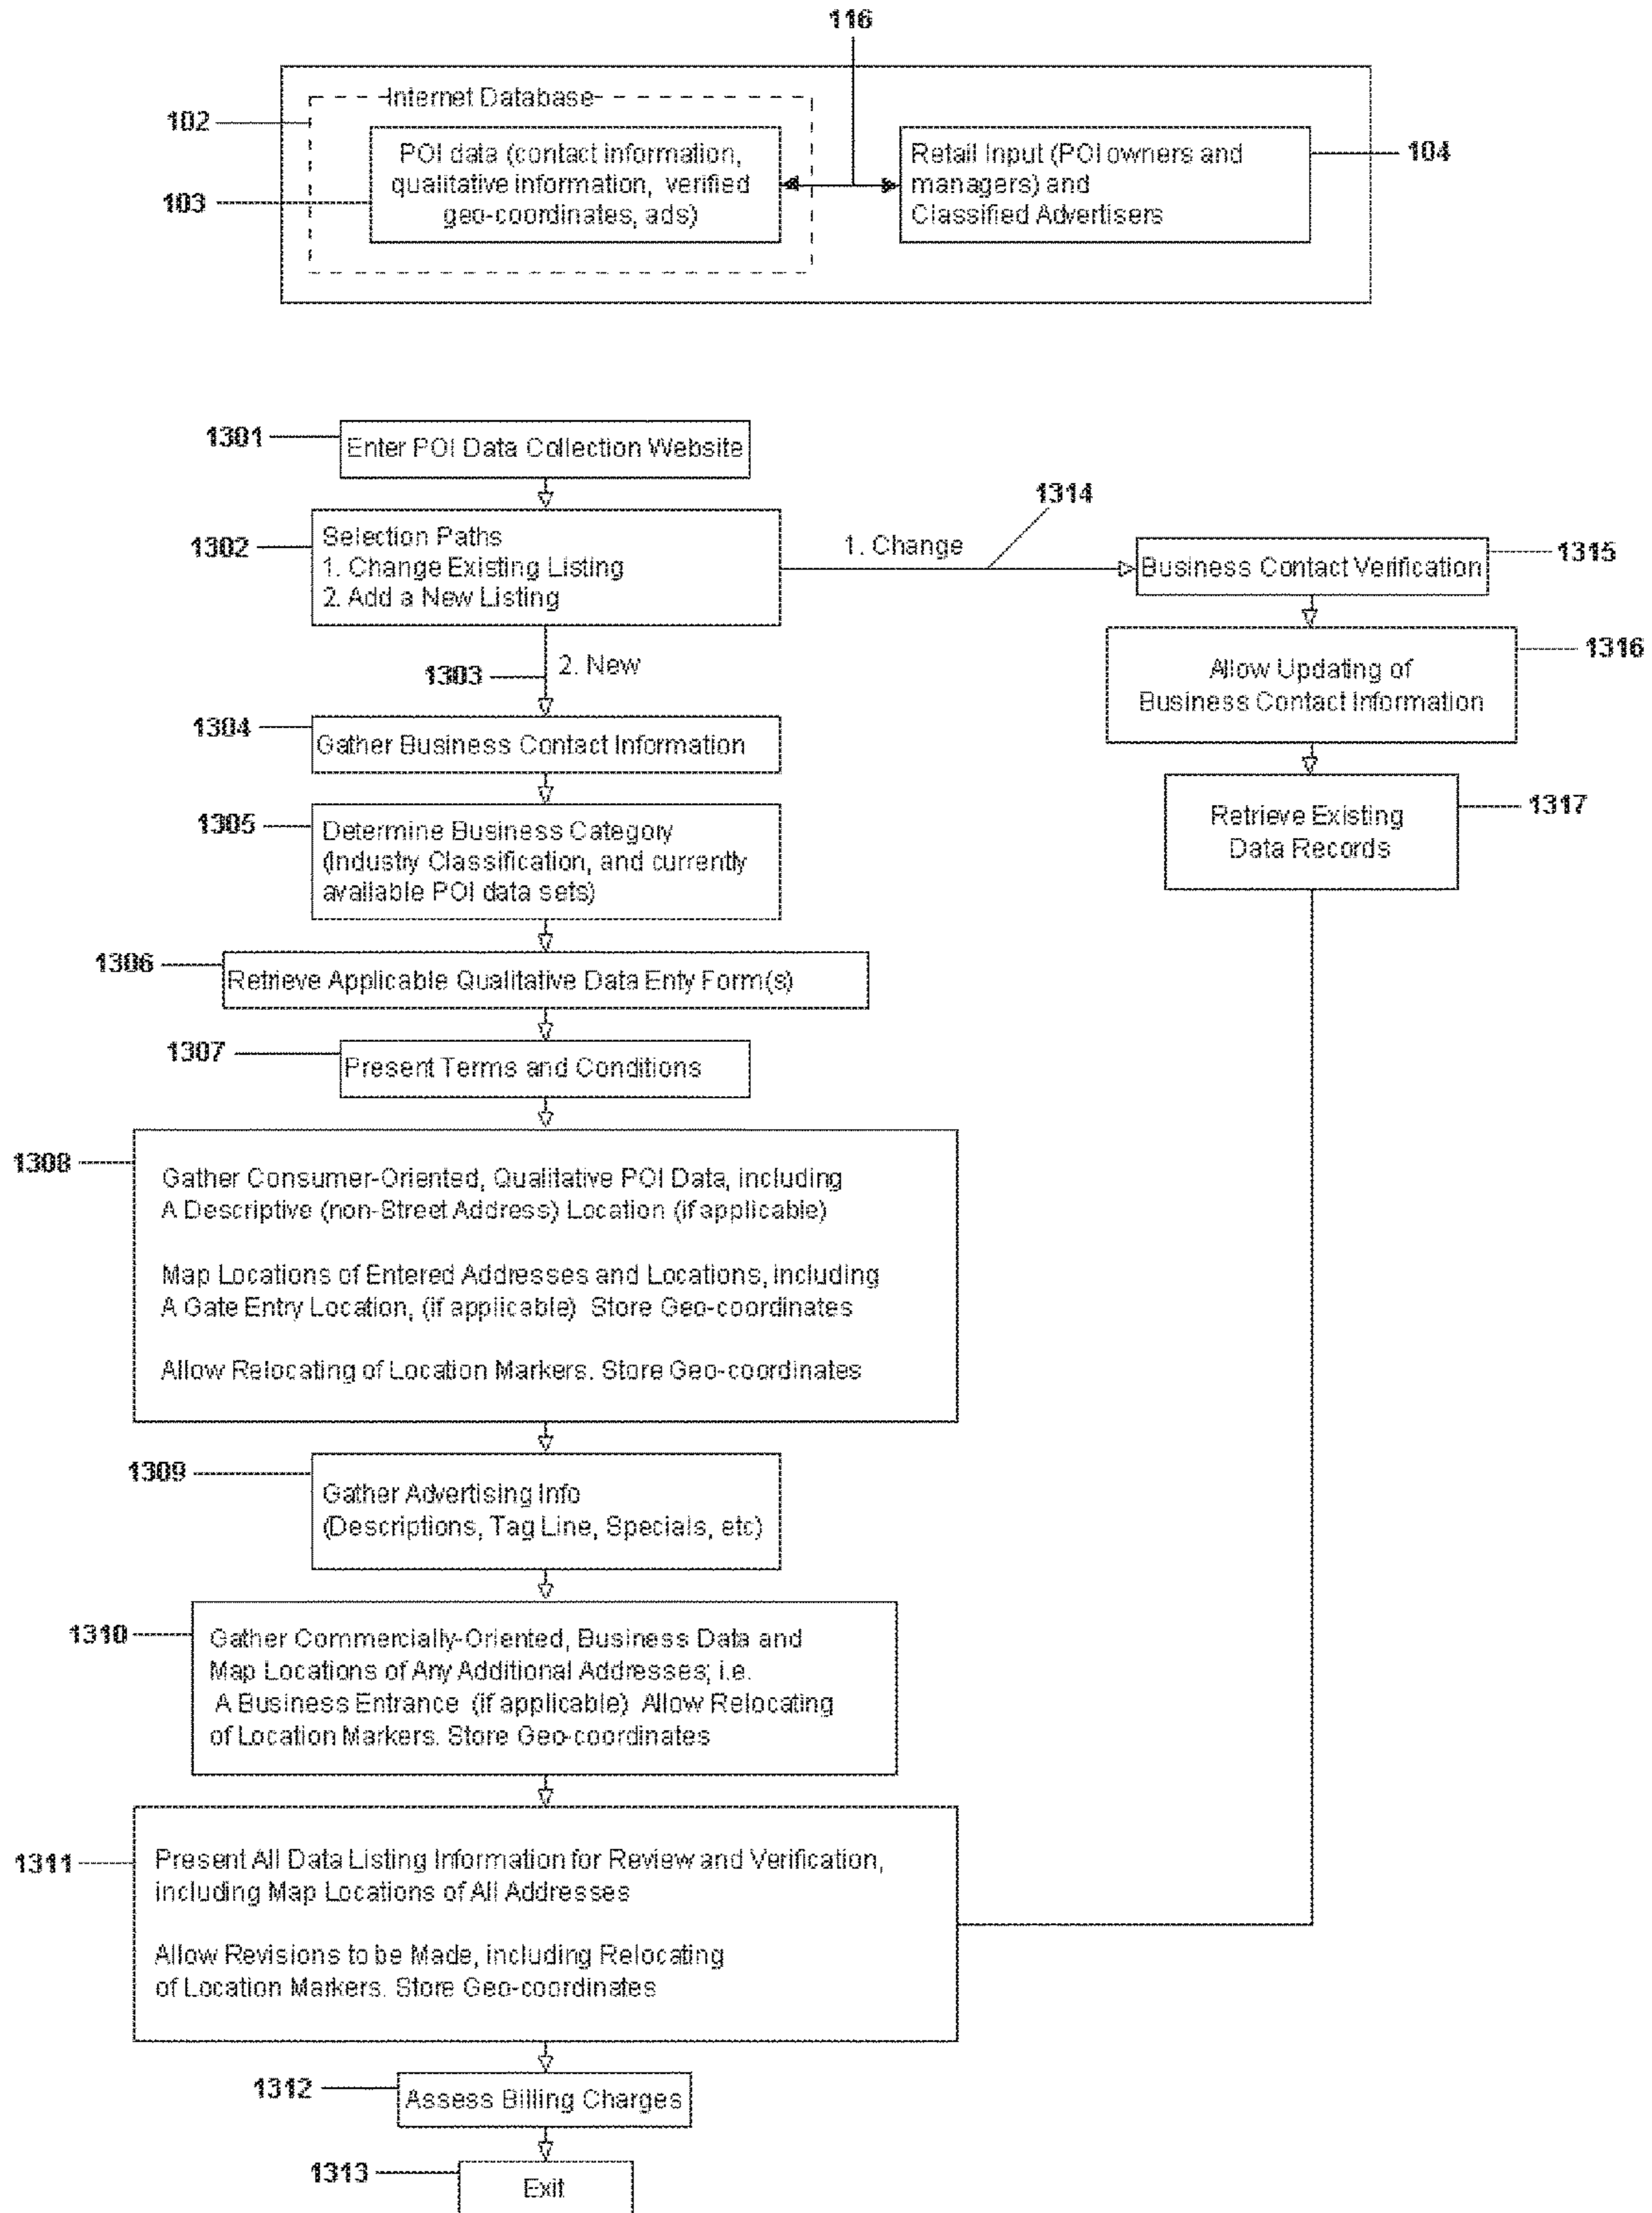 116
Internet Database
102
POI data (contact information,
qualitative information, verified
geo-coordinates, ads)
103
Retail Input (POI owners and
managers) and
Classified Advertisers
104
1301
Enter POI Data Collection Website
1302
Selection Paths
1. Change Existing Listing
2. Add a New Listing
1. Change
1314
Business Contact Verification
1315
1303
2. New
Allow Updating of
Business Contact Information
1316
1304
Gather Business Contact Information
Retrieve Existing
Data Records
1317
1305
Determine Business Category
(Industry Classification, and currently
available POI data sets)
1306
Retrieve Applicable Qualitative Data Enty Form(s)
1307
Present Terms and Conditions
1308
Gather Consumer-Oriented, Qualitative POI Data, including
A Descriptive (non-Street Address) Location (if applicable)
Map Locations of Entered Addresses and Locations, including
A Gate Entry Location, (if applicable) Store Geo-coordinates
Allow Relocating of Location Markers. Store Geo-coordinates
1309
Gather Advertising Info
(Descriptions, Tag Line, Specials, etc)
1310
Gather Commercially-Oriented, Business Data and
Map Locations of Any Additional Addresses; i.e.
A Business Entrance (if applicable) Allow Relocating
of Location Markers. Store Geo-coordinates
1311
Present All Data Listing Information for Review and Verification,
including Map Locations of All Addresses
Allow Revisions to be Made, including Relocating
of Location Markers. Store Geo-coordinates
1312
Assess Billing Charges
1313
Exit